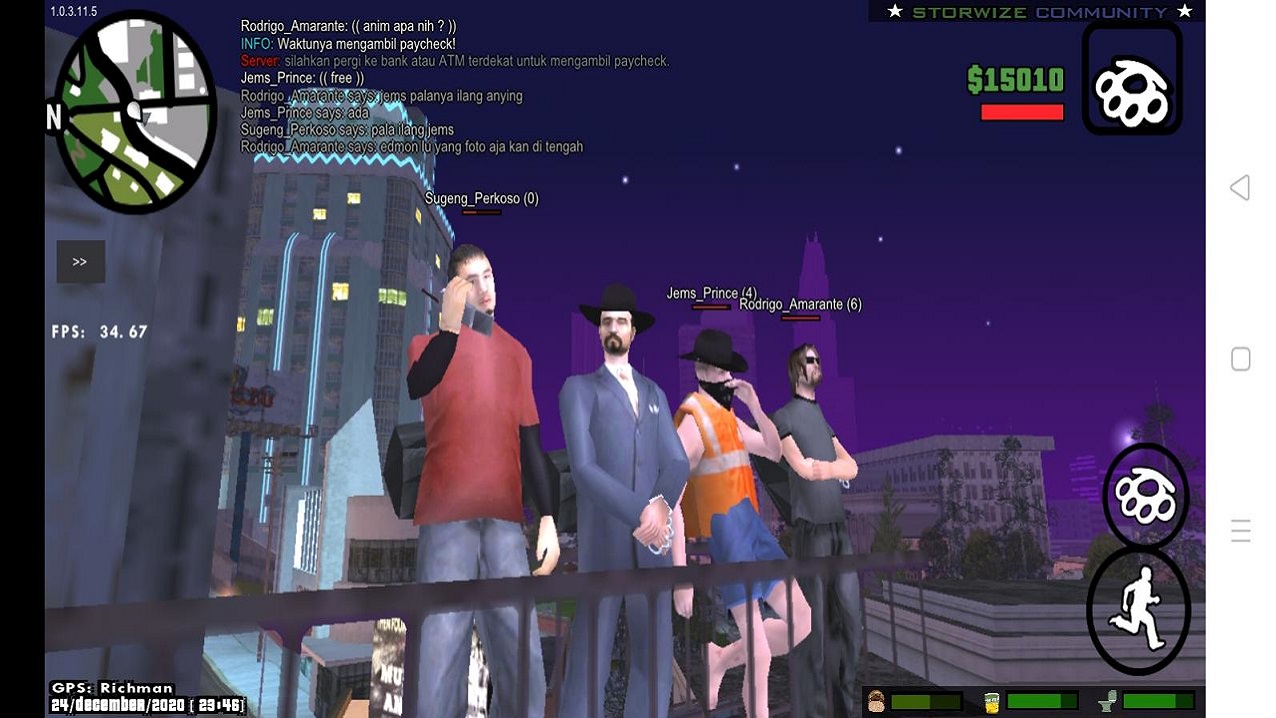 1.0.3.11.5
★ STORWIZE COMMUNITY ★
Rodrigo_Amarante: (( anim apa nih ? ))
INFO: Waktunya mengambil paycheck!
Server: silahkan pergi ke bank atau ATM terdekat untuk mengambil paycheck.
Jems_Prince: (( free ))
Rodrigo_Amarante says: jems palanya ilang anying
Jems_Prince says: ada
Sugeng_Perkoso says: pala ilang jems
Rodrigo_Amarante says: edmon lu yang foto aja kan di tengah
$15010
N
Sugeng_Perkoso (0)
>>
Jems_Prince (4)
Rodrigo_Amarante (6)
FPS: 34.67
GPS: Richman
24/december/2020 [ 23:46]